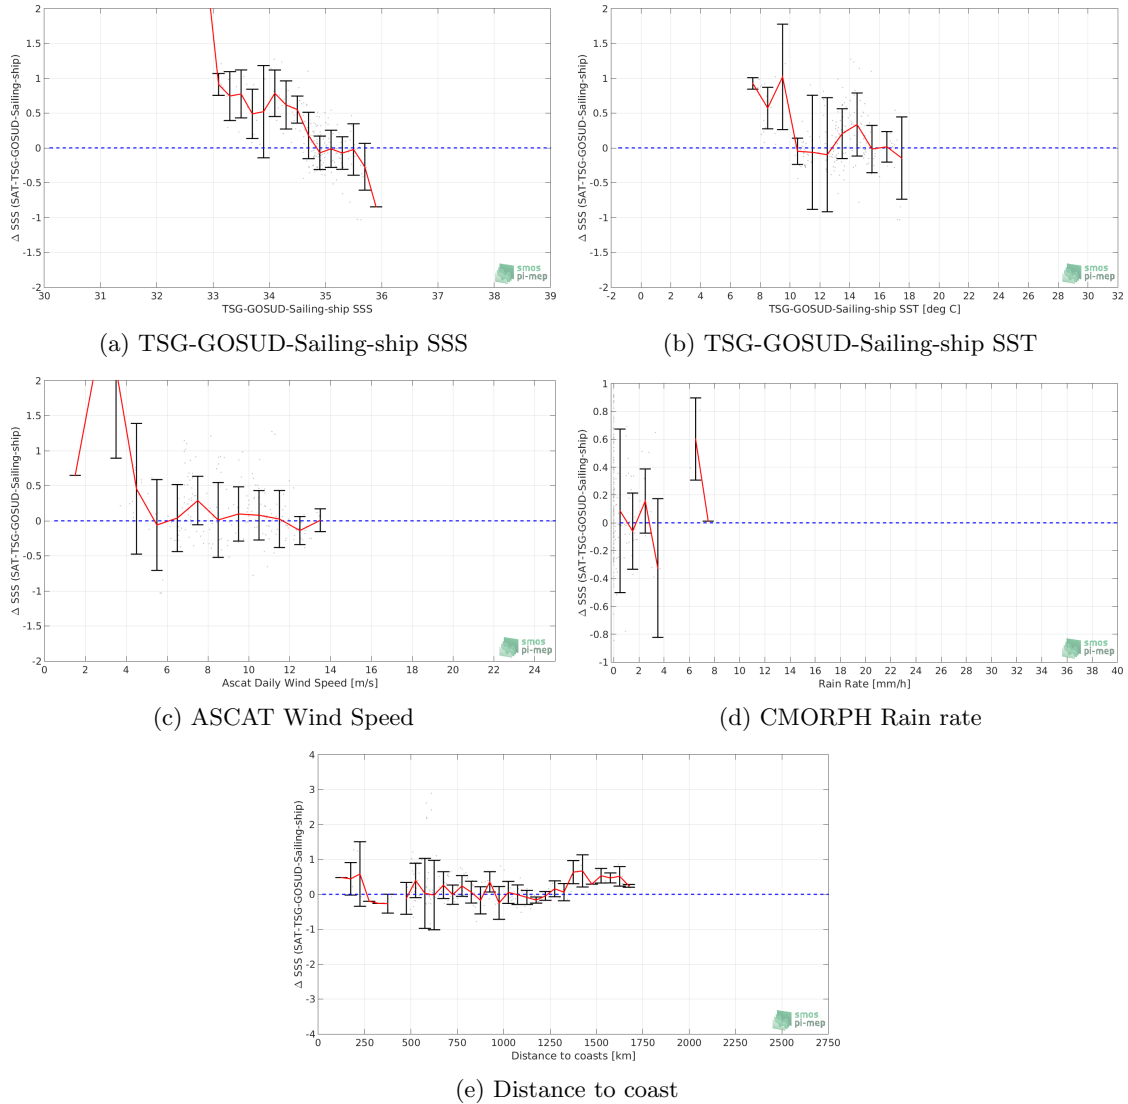 2
1.5
1
0.5
0
-0.5
-1
-1.5
-2
Δ SSS (SAT-TSG-GOSUD-Sailing-ship)
30 31 32 33 34 35 36 37 38 39
TSG-GOSUD-Sailing-ship SSS
smos
pi-mep
(a) TSG-GOSUD-Sailing-ship SSS
2
1.5
1
0.5
0
-0.5
-1
-1.5
-2
Δ SSS (SAT-TSG-GOSUD-Sailing-ship)
-2 0 2 4 6 8 10 12 14 16 18 20 22 24 26 28 30 32
TSG-GOSUD-Sailing-ship SST [deg C]
smos
pi-mep
(b) TSG-GOSUD-Sailing-ship SST
2
1.5
1
0.5
0
-0.5
-1
-1.5
-2
Δ SSS (SAT-TSG-GOSUD-Sailing-ship)
0 2 4 6 8 10 12 14 16 18 20 22 24
Ascat Daily Wind Speed [m/s]
smos
pi-mep
(c) ASCAT Wind Speed
1
0.8
0.6
0.4
0.2
0
-0.2
-0.4
-0.6
-0.8
-1
Δ SSS (SAT-TSG-GOSUD-Sailing-ship)
0 2 4 6 8 10 12 14 16 18 20 22 24 26 28 30 32 34 36 38 40
Rain Rate [mm/h]
smos
pi-mep
(d) CMORPH Rain rate
4
3
2
1
0
-1
-2
-3
-4
Δ SSS (SAT-TSG-GOSUD-Sailing-ship)
0 250 500 750 1000 1250 1500 1750 2000 2250 2500 2750
Distance to coasts [km]
smos
pi-mep
(e) Distance to coast